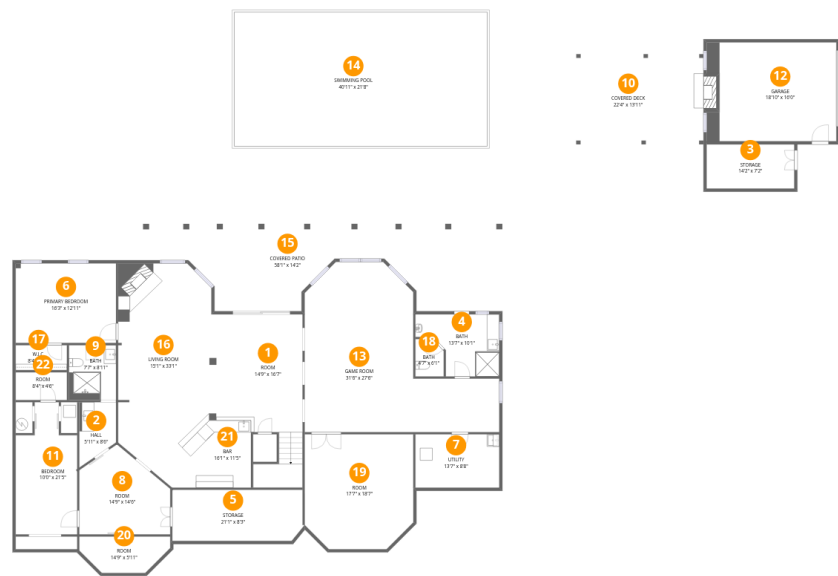 14
SWIMMING POOL
40'11" x 21'8"
10
COVERED DECK
22'4" x 13'11"
12
GARAGE
18'10" x 16'0"
3
STORAGE
14'2" x 7'2"
15
COVERED PATIO
58'1" x 14'2"
6
PRIMARY BEDROOM
16'3" x 12'11"
17
W.I.C.
9
BATH
7'7" x 8'11"
22
ROOM
8'4" x 4'6"
16
LIVING ROOM
15'1" x 33'1"
1
ROOM
14'9" x 16'7"
13
GAME ROOM
31'9" x 27'6"
4
BATH
13'7" x 10'1"
18
BATH
4'7" x 6'1"
2
HALL
5'11" x 8'0"
21
BAR
10'1" x 11'5"
7
UTILITY
13'7" x 8'8"
11
BEDROOM
10'0" x 21'5"
8
ROOM
14'9" x 14'6"
19
ROOM
17'7" x 18'7"
5
STORAGE
21'1" x 8'3"
20
ROOM
14'9" x 5'11"